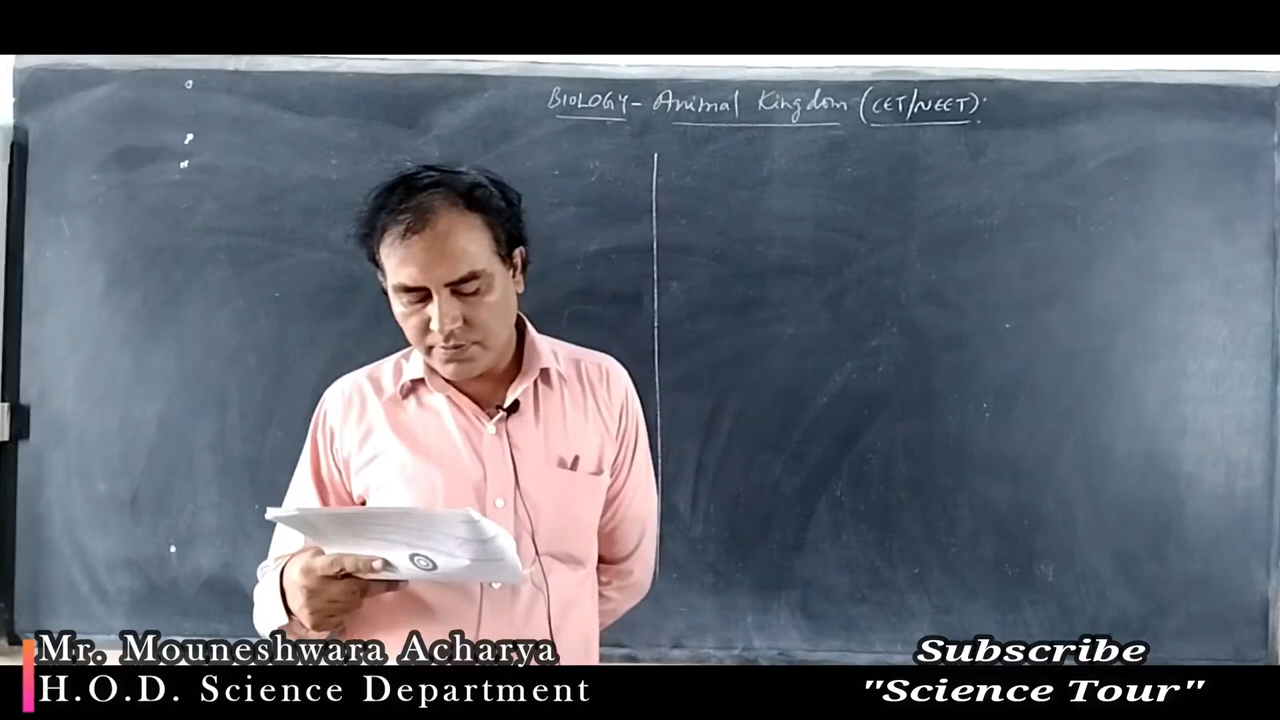 BIOLOGY- Animal Kingdom (CET/NEET).
Mr. Mouneshwara Acharya
H.O.D. Science Department
Subscribe
"Science Tour"